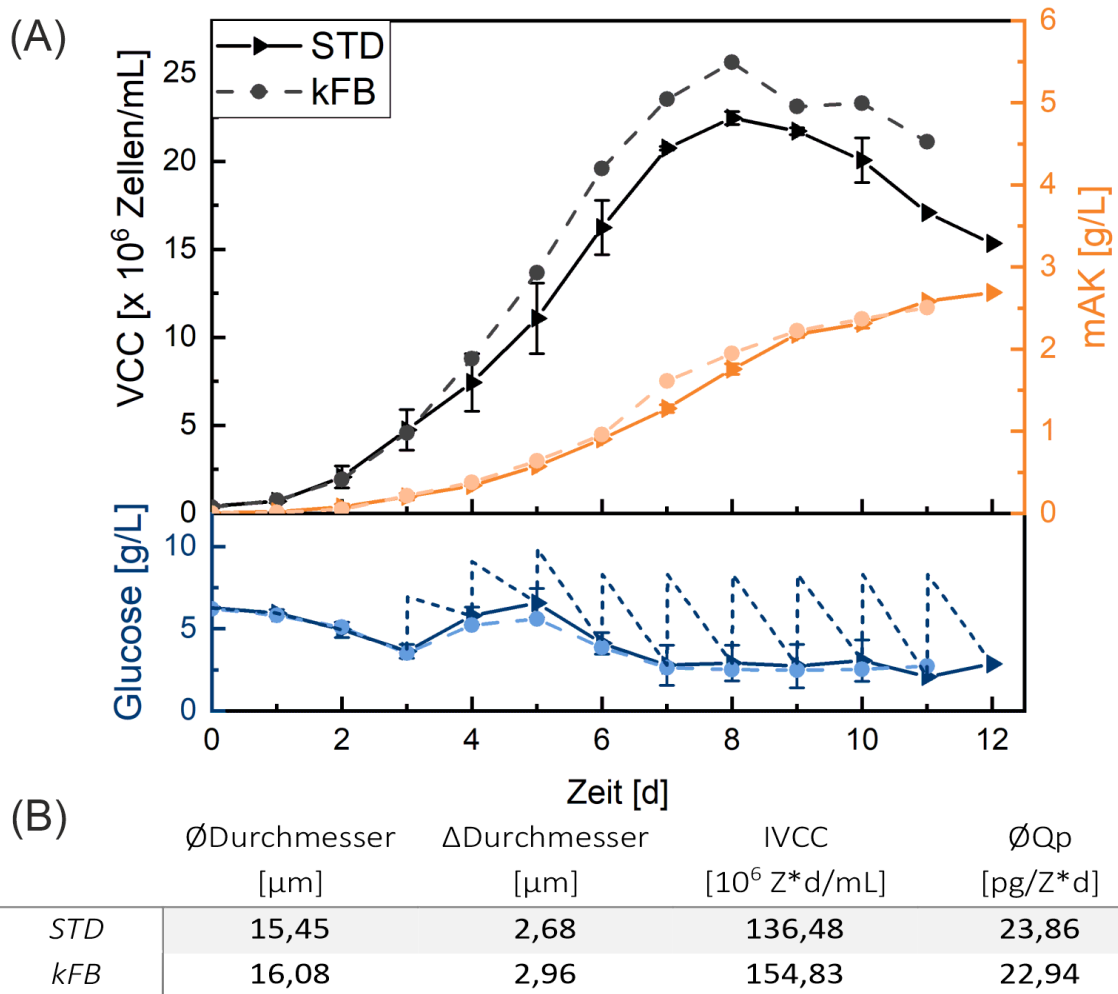 (A)
STD
kFB
VCC [x 10⁶ Zellen/mL]
25
20
15
10
5
0
mAK [g/L]
6
5
4
3
2
1
0
Glucose [g/L]
10
5
0
0 2 4 6 8 10 12
Zeit [d]
(B)
ØDurchmesser ΔDurchmesser IVCC ØQp
[µm] [µm] [10⁶ Z*d/mL] [pg/Z*d]
STD 15,45 2,68 136,48 23,86
kFB 16,08 2,96 154,83 22,94